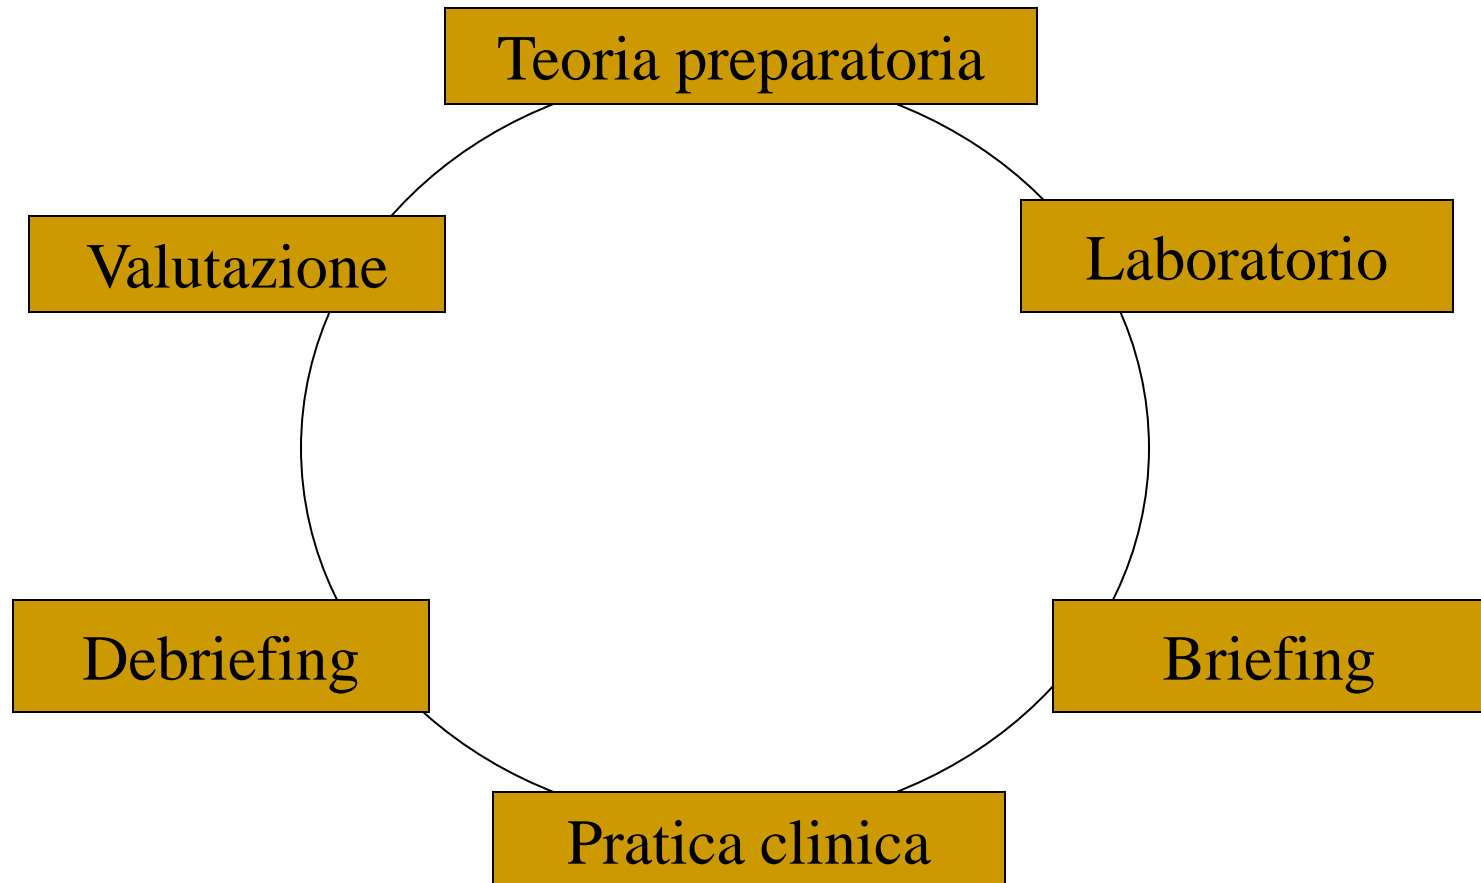 Teoria preparatoria
Valutazione
Laboratorio
Debriefing
Briefing
Pratica clinica